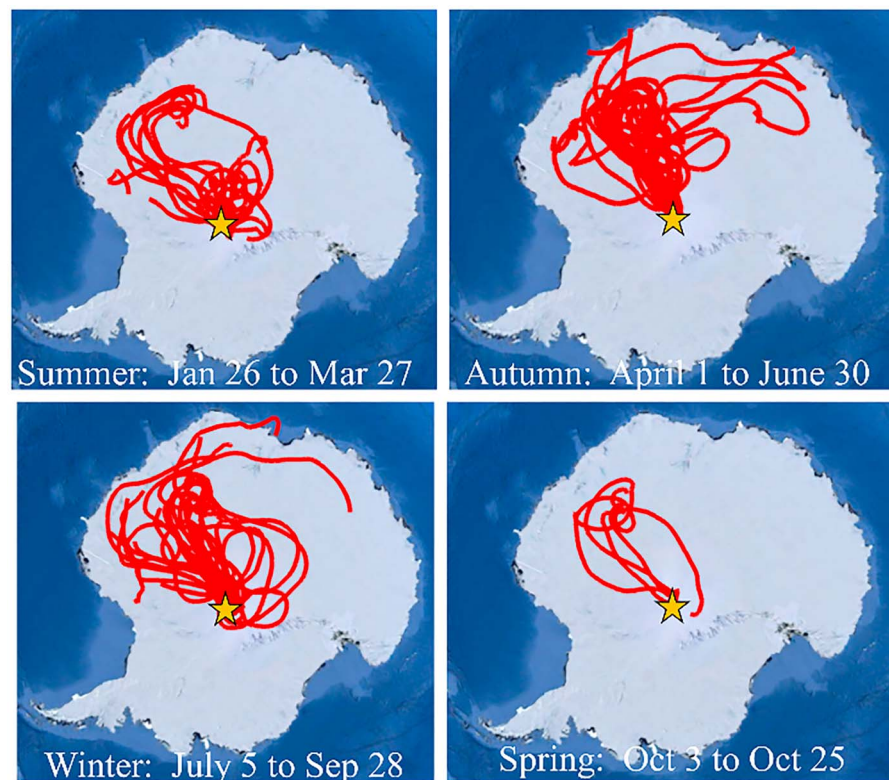 Summer: Jan 26 to Mar 27
Autumn: April 1 to June 30
Winter: July 5 to Sep 28
Spring: Oct 3 to Oct 25